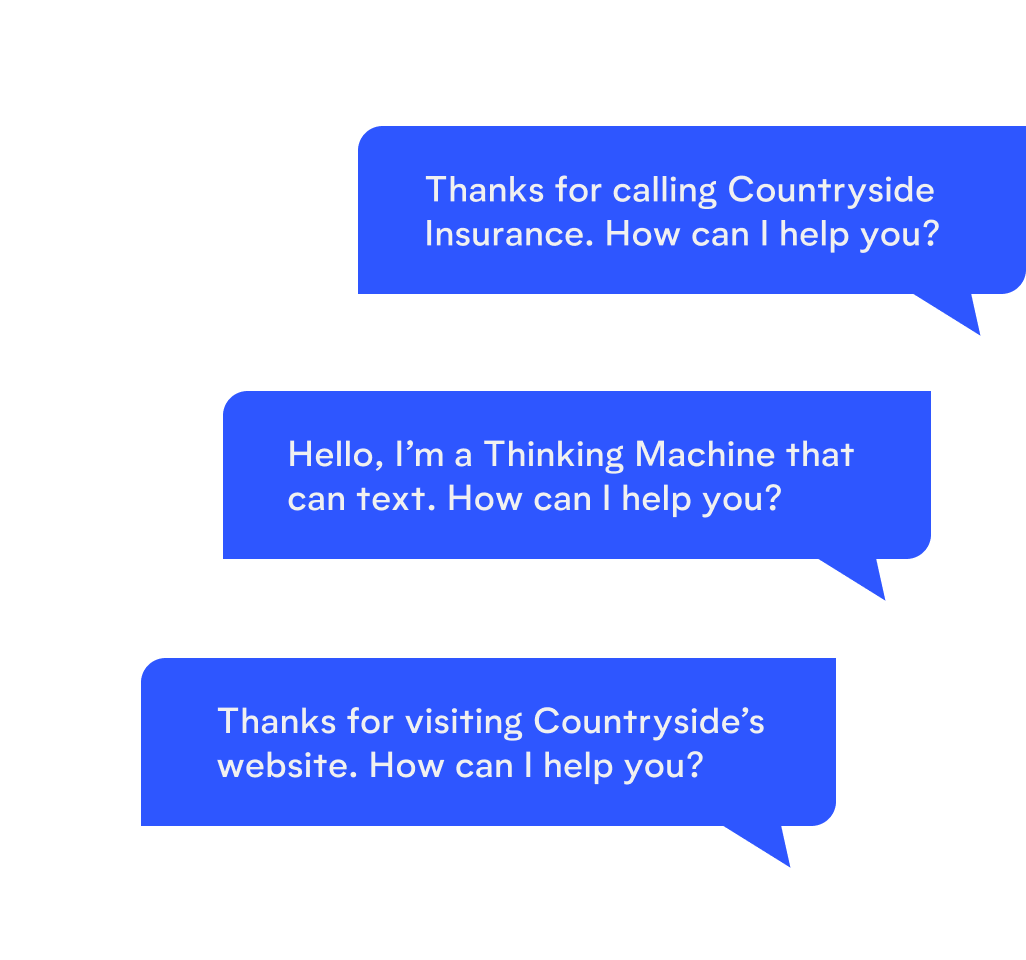 Thanks for calling Countryside
Insurance. How can I help you?
Hello, I’m a Thinking Machine that
can text. How can I help you?
Thanks for visiting Countryside’s
website. How can I help you?